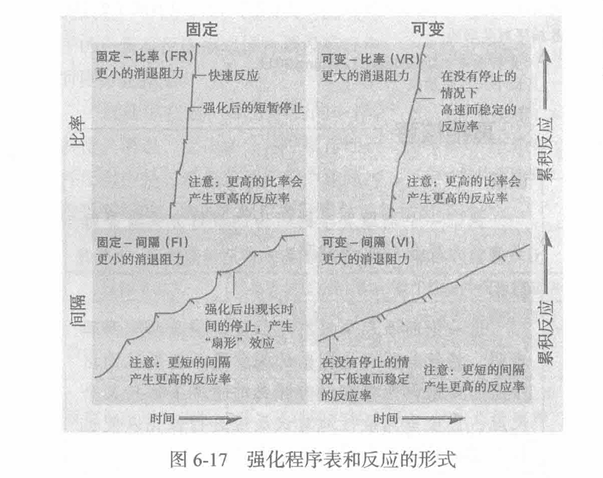 固定
可变
比率
固定－比率（FR）
更小的消退阻力
快速反应
强化后的短暂停止
注意：更高的比率会
产生更高的反应率
可变－比率（VR）
更大的消退阻力
在没有停止的
情况下
高速而稳定的
反应率
注意：更高的比率会
产生更高的反应率
累积反应
间隔
固定－间隔（FI）
更小的消退阻力
强化后出现长时
间的停止，产生
“扇形”效应
注意：更短的间隔
产生更高的反应率
可变－间隔（VI）
更大的消退阻力
在没有停止的情
况下低速而稳定
的反应率
注意：更短的间隔
产生更高的反应率
累积反应
时间
时间
图 6-17 强化程序表和反应的形式